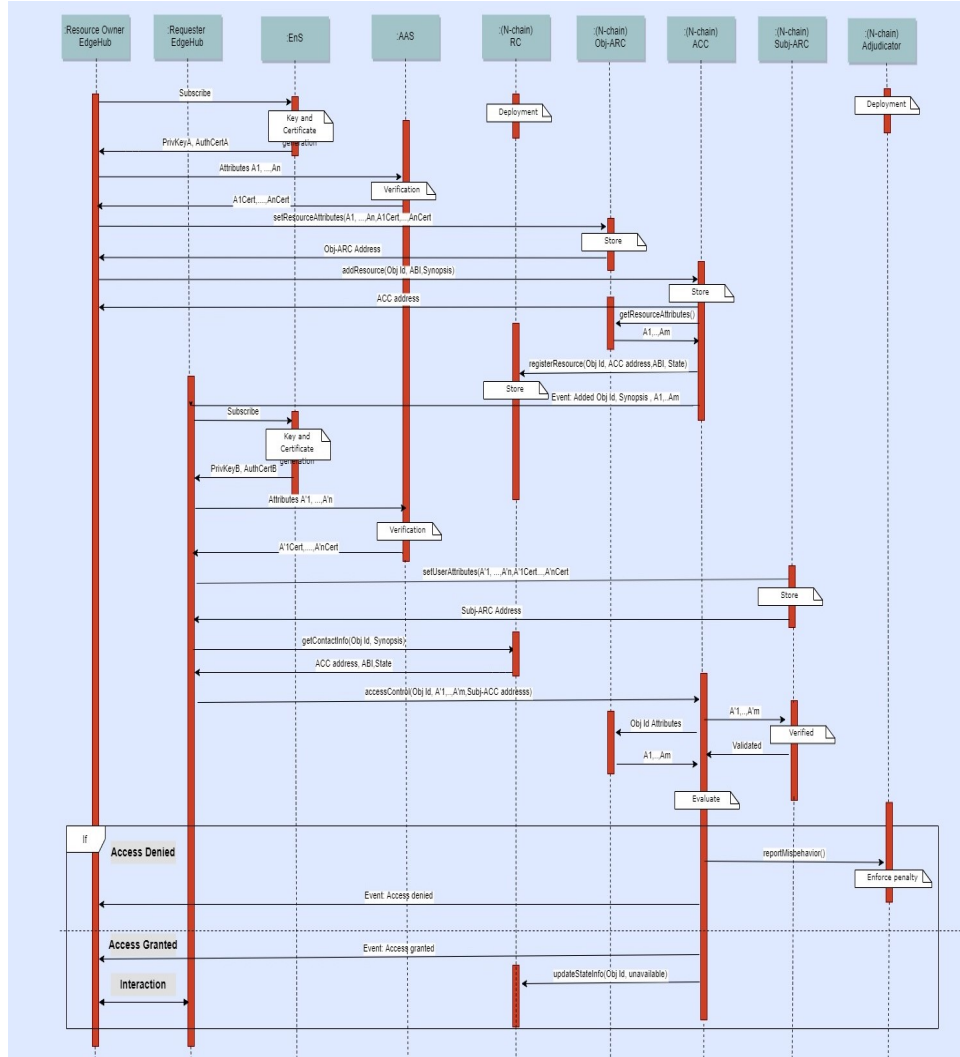 :Resource Owner
EdgeHub
:Requester
EdgeHub
:EnS
:AAS
:(N-chain)
RC
:(N-chain)
Obj-ARC
:(N-chain)
ACC
:(N-chain)
Subj-ARC
:(N-chain)
Adjudicator
Subscribe
Key and
Certificate
generation
Deployment
Deployment
PrivKeyA, AuthCertA
Attributes A1, ...,An
Verification
A1Cert,....,AnCert
setResourceAttributes(A1, ...,An,A1Cert,...,AnCert
Store
Obj-ARC Address
addResource(Obj Id, ABI,Synopsis)
Store
ACC address
getResourceAttributes()
A1,..,Am
registerResource(Obj Id, ACC address,ABI, State)
Store
Event: Added Obj Id, Synopsis , A1,..Am
Subscribe
Key and
Certificate
generation
PrivKeyB, AuthCertB
Attributes A'1, ...,A'n
Verification
A'1Cert,....,A'nCert
setUserAttributes(A'1, ...,A'n,A'1Cert...,A'nCert
Store
Subj-ARC Address
getContactInfo(Obj Id, Synopsis)
ACC address, ABI,State
accessControl(Obj Id, A'1,..,A'm,Subj-ACC addresss)
A'1,..,A'm
Obj Id Attributes
Verified
Validated
A1,..,Am
Evaluate
If
Access Denied
reportMisbehavior()
Enforce penalty
Event: Access denied
Access Granted
Event: Access granted
updateStateInfo(Obj Id, unavailable)
Interaction